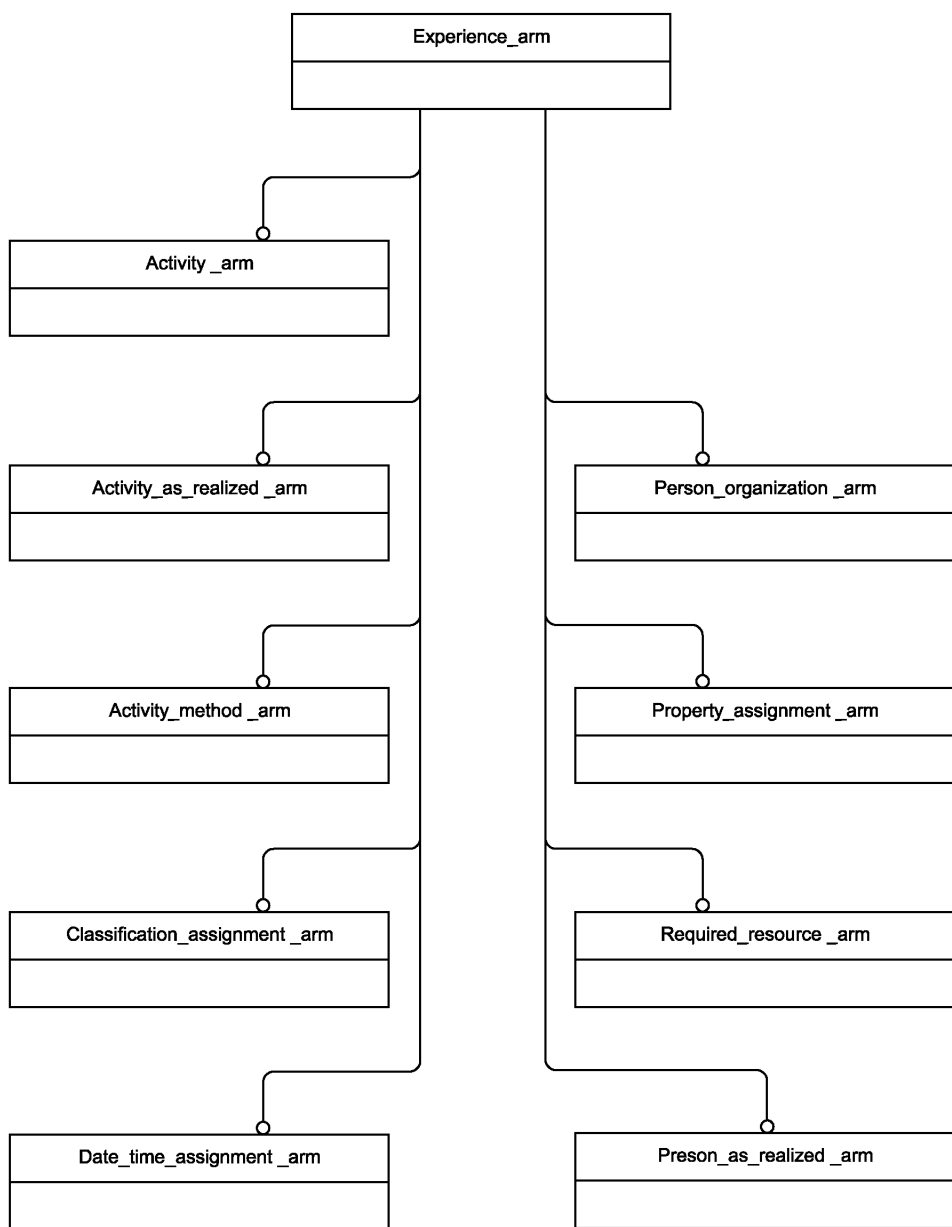 Experience_arm
Activity _arm
Activity_as_realized _arm
Person_organization _arm
Activity_method _arm
Property_assignment _arm
Classification_assignment _arm
Required_resource _arm
Date_time_assignment _arm
Preson_as_realized _arm